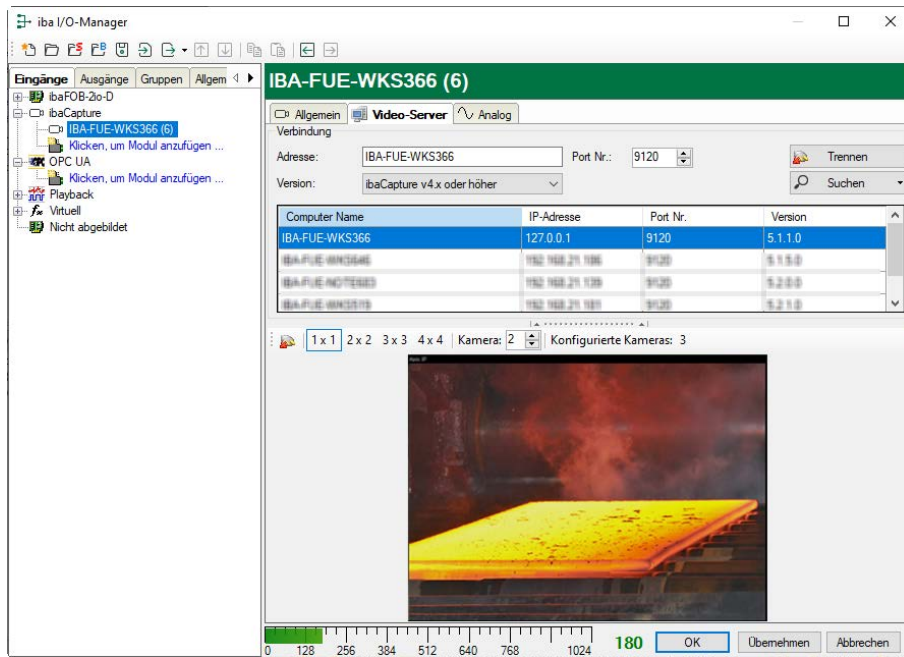 iba I/O-Manager
Eingänge Ausgänge Gruppen Allgem
ibaFOB-2io-D
ibaCapture
IBA-FUE-WKS366 (6)
Klicken, um Modul anzufügen ...
OPC UA
Klicken, um Modul anzufügen ...
Playback
Virtuell
Nicht abgebildet
IBA-FUE-WKS366 (6)
Allgemein Video-Server Analog
Verbindung
Adresse: IBA-FUE-WKS366 Port Nr.: 9120 Trennen
Version: ibaCapture v4.x oder höher Suchen
Computer Name IP-Adresse Port Nr. Version
IBA-FUE-WKS366 127.0.0.1 9120 5.1.1.0
1 x 1 2 x 2 3 x 3 4 x 4 Kamera: 2 Konfigurierte Kameras: 3
0 128 256 384 512 640 768 1024 180 OK Übernehmen Abbrechen